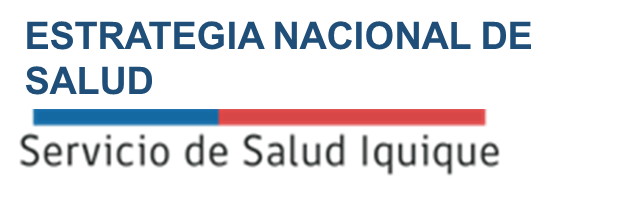 ESTRATEGIA NACIONAL DE
SALUD
Servicio de Salud Iquique